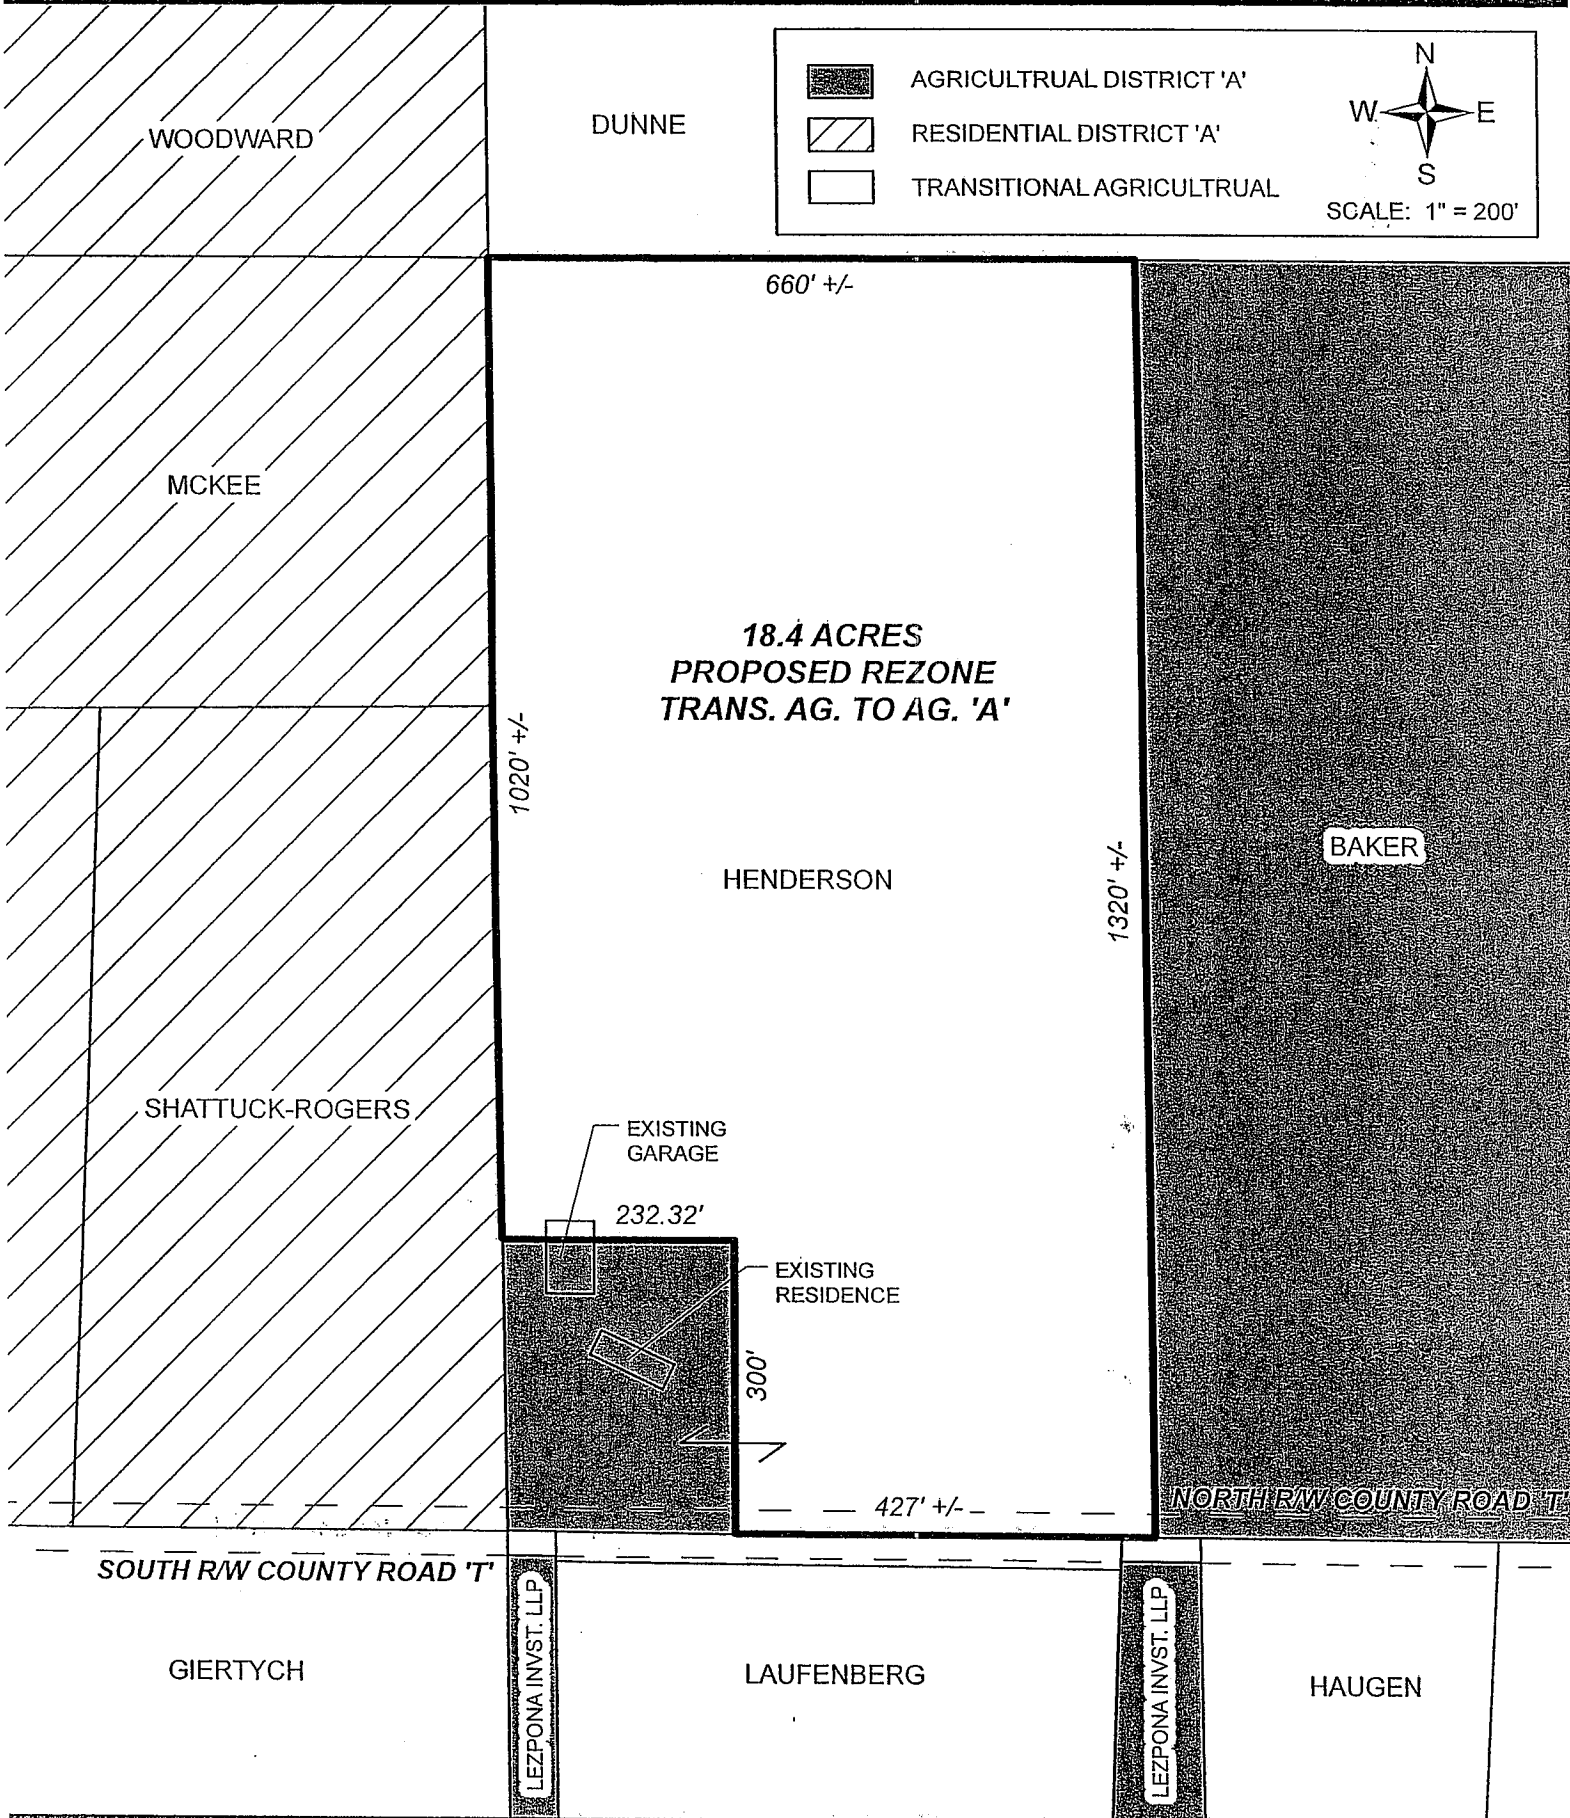 WOODWARD
DUNNE
AGRICULTRUAL DISTRICT 'A'
RESIDENTIAL DISTRICT 'A'
TRANSITIONAL AGRICULTRUAL
N
W
E
S
SCALE: 1" = 200'
660' +/-
MCKEE
18.4 ACRES
PROPOSED REZONE
TRANS. AG. TO AG. 'A'
1020' +/-
HENDERSON
1320' +/-
BAKER
SHATTUCK-ROGERS
EXISTING
GARAGE
232.32'
EXISTING
RESIDENCE
300'
427' +/-
NORTH R/W COUNTY ROAD 'T'
SOUTH R/W COUNTY ROAD 'T'
GIERTYCH
LEZPONA INVST. LLP
LAUFENBERG
LEZPONA INVST. LLP
HAUGEN